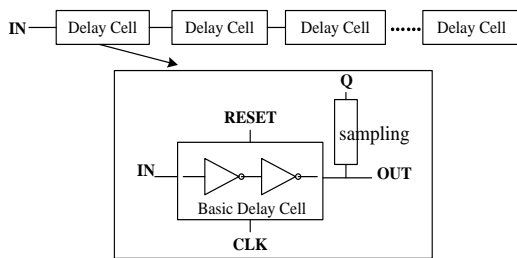 IN Delay Cell Delay Cell Delay Cell ...... Delay Cell
Q
RESET
sampling
IN
OUT
Basic Delay Cell
CLK